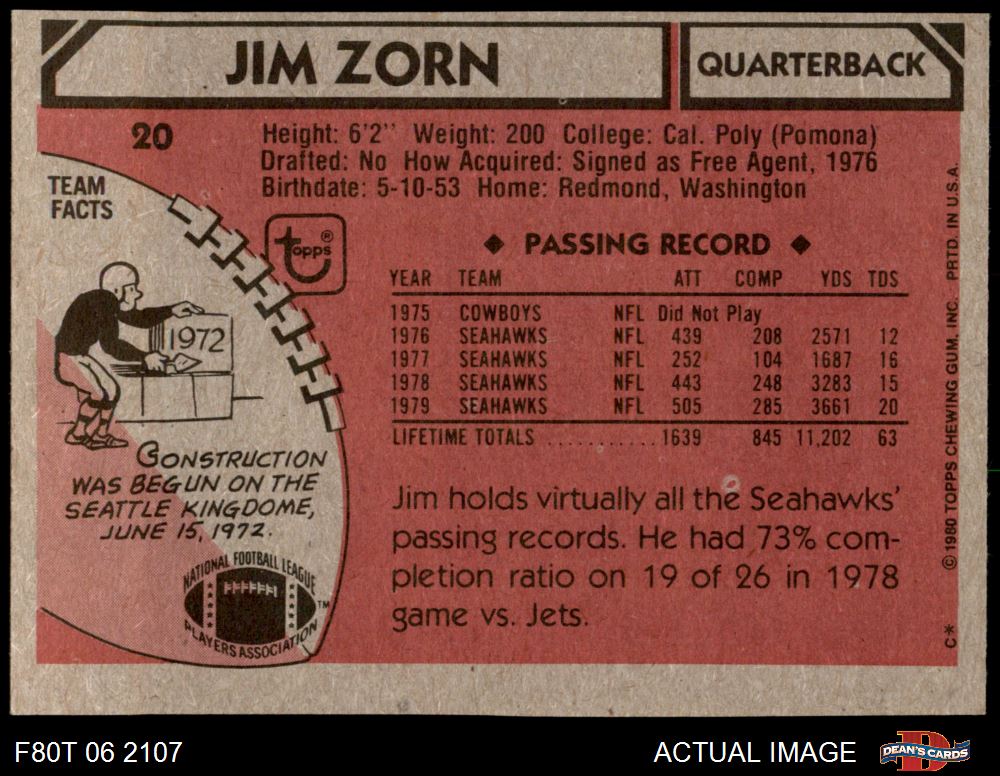 JIM ZORN
QUARTERBACK
20
Height: 6'2" Weight: 200 College: Cal. Poly (Pomona)
Drafted: No How Acquired: Signed as Free Agent, 1976
Birthdate: 5-10-53 Home: Redmond, Washington
TEAM
FACTS
1972
CONSTRUCTION
WAS BEGUN ON THE
SEATTLE KINGDOME,
JUNE 15, 1972.
NATIONAL FOOTBALL LEAGUE
PLAYERS ASSOCIATION
TM
topps ®
◆ PASSING RECORD ◆
YEAR TEAM ATT COMP YDS TDS
1975 COWBOYS NFL Did Not Play
1976 SEAHAWKS NFL 439 208 2571 12
1977 SEAHAWKS NFL 252 104 1687 16
1978 SEAHAWKS NFL 443 248 3283 15
1979 SEAHAWKS NFL 505 285 3661 20
LIFETIME TOTALS ........... 1639 845 11,202 63
Jim holds virtually all the Seahawks'
passing records. He had 73% com-
pletion ratio on 19 of 26 in 1978
game vs. Jets.
© 1980 TOPPS CHEWING GUM, INC. PRTD. IN U.S.A.
C*
F80T 06 2107
ACTUAL IMAGE
D
DEAN'S CARDS